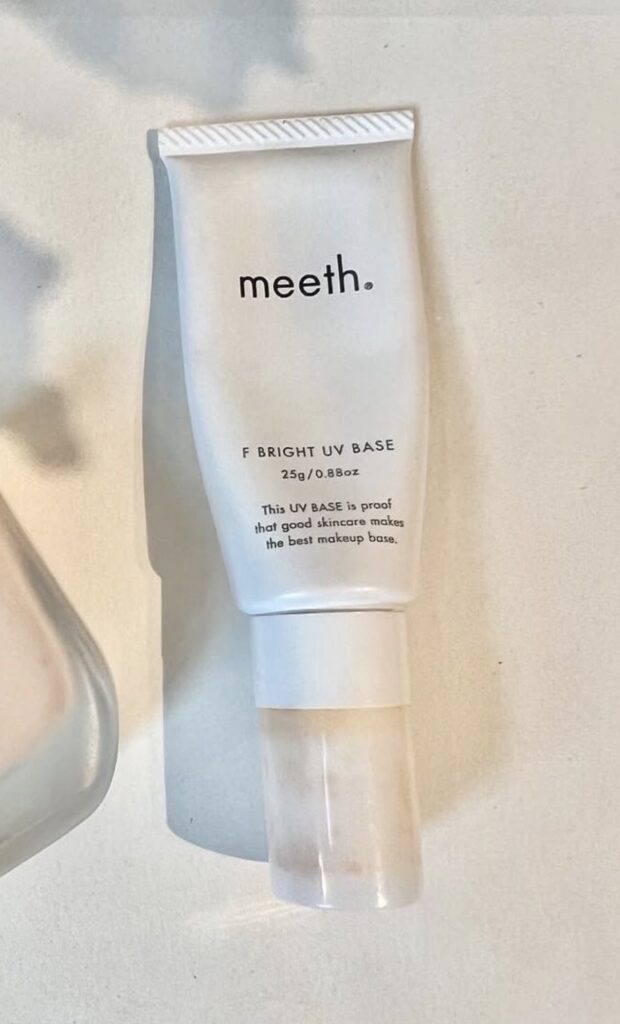 meeth.
F BRIGHT UV BASE
25g/0.88oz
This UV BASE is proof
that good skincare makes
the best makeup base.